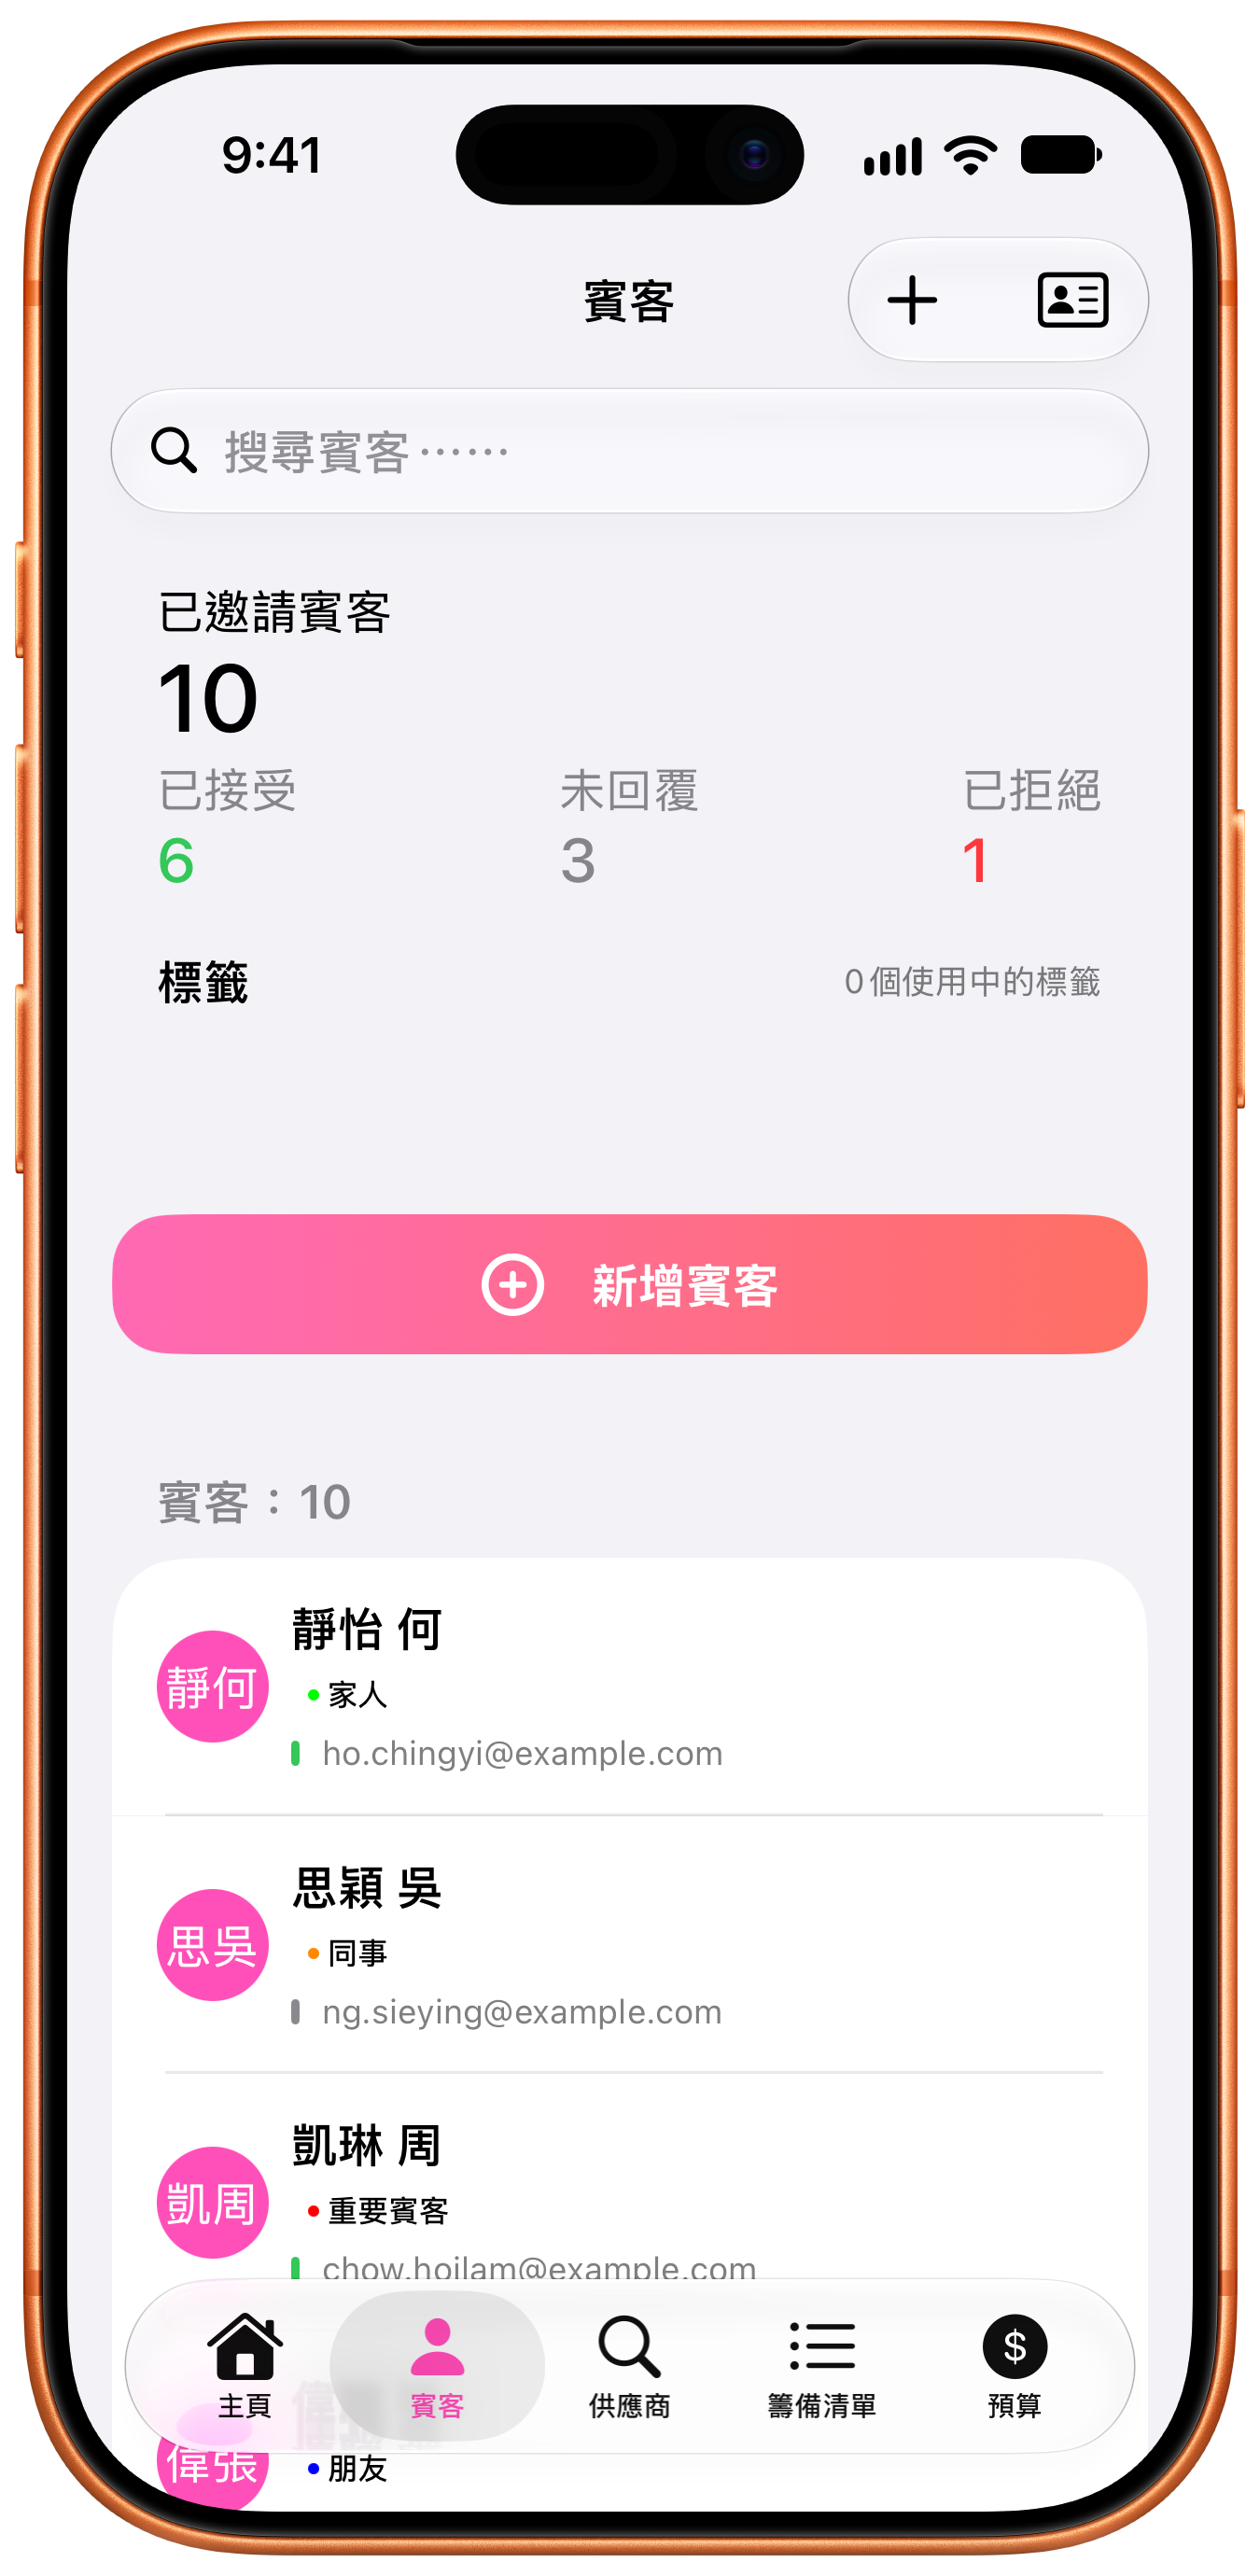 9:41
賓客
搜尋賓客⋯⋯
已邀請賓客
10
已接受 未回覆 已拒絕
6 3 1
標籤 0 個使用中的標籤
新增賓客
賓客：10
靜何 靜怡 何
家人
ho.chingyi@example.com
思吳 思穎 吳
同事
ng.sieying@example.com
凱周 凱琳 周
重要賓客
chow.hoilam@example.com
主頁 賓客 供應商 籌備清單 預算
偉張
朋友